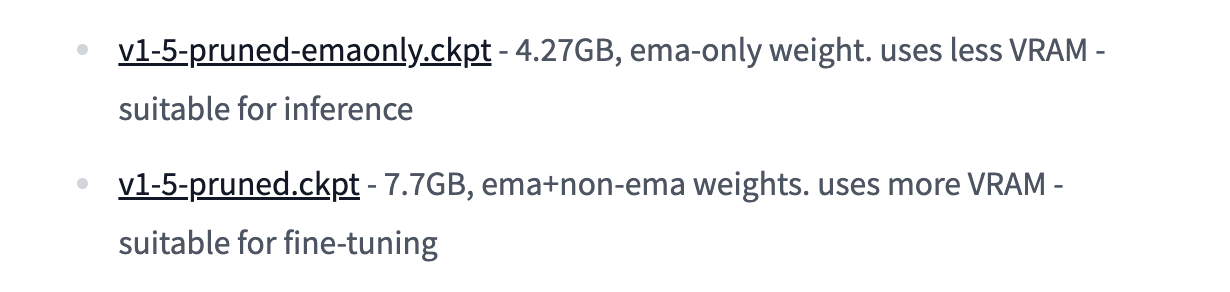 v1-5-pruned-emaonly.ckpt - 4.27GB, ema-only weight. uses less VRAM -
suitable for inference
v1-5-pruned.ckpt - 7.7GB, ema+non-ema weights. uses more VRAM -
suitable for fine-tuning